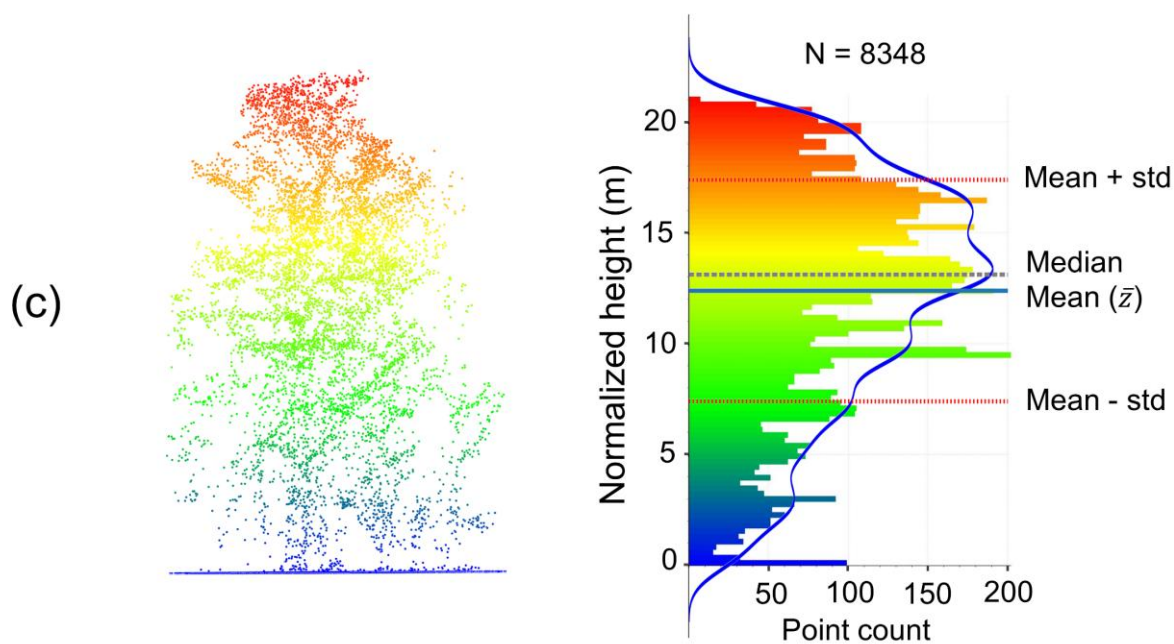 (c)
N = 8348
Normalized height (m)
20
15
10
5
0
50
100
150
200
Point count
Mean + std
Median
Mean (z̄)
Mean - std